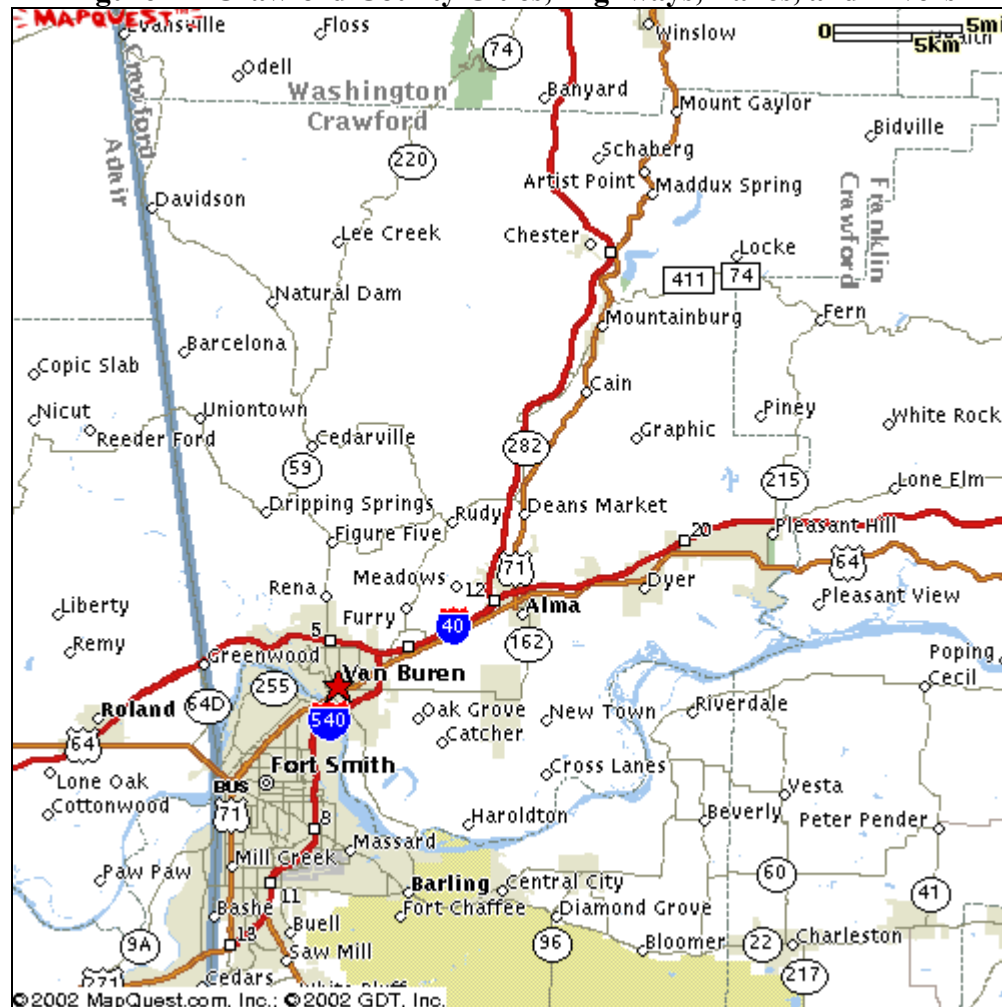 MAPQUEST
Evansville
Floss
74
Winslow
0 5mi
5km
Odell
Washington
Crawford
Banyard
Mount Gaylor
Crawford
Adair
Bidville
220
Schaberg
Artist Point
Maddux Spring
Franklin
Crawford
Davidson
Lee Creek
Chester
Locke
411
74
Natural Dam
Mountainburg
Fern
Barcelona
Copic Slab
Cain
Nicut
Uniontown
Piney
White Rock
Reeder Ford
Cedarville
282
Graphic
59
215
Lone Elm
Dripping Springs
Rudy
Deans Market
Figure Five
20
Pleasant Hill
71
64
Meadows
12
Dyer
Rena
Liberty
Furry
Alma
Pleasant View
5
40
162
Remy
Greenwood
Poping
Van Buren
Cecil
255
64D
Roland
540
Oak Grove
New Town
Riverdale
64
Catcher
Lone Oak
Fort Smith
Cross Lanes
BUS
71
Cottonwood
Vesta
8
Haroldton
Beverly
Peter Pender
Massard
Mill Creek
Paw Paw
11
Barling
Central City
60
41
Bashe
Fort Chaffee
Diamond Grove
Buell
9A
13
96
Bloomer
22
Charleston
Saw Mill
271
Cedars
217
©2002 MapQuest.com, Inc.; ©2002 GDT, Inc.